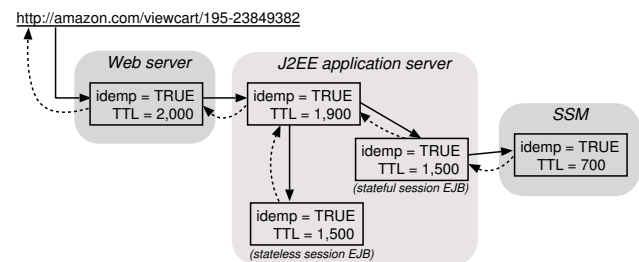 http://amazon.com/viewcart/195-23849382
Web server
idemp = TRUE
TTL = 2,000
J2EE application server
idemp = TRUE
TTL = 1,900
idemp = TRUE
TTL = 1,500
(stateful session EJB)
idemp = TRUE
TTL = 1,500
(stateless session EJB)
SSM
idemp = TRUE
TTL = 700